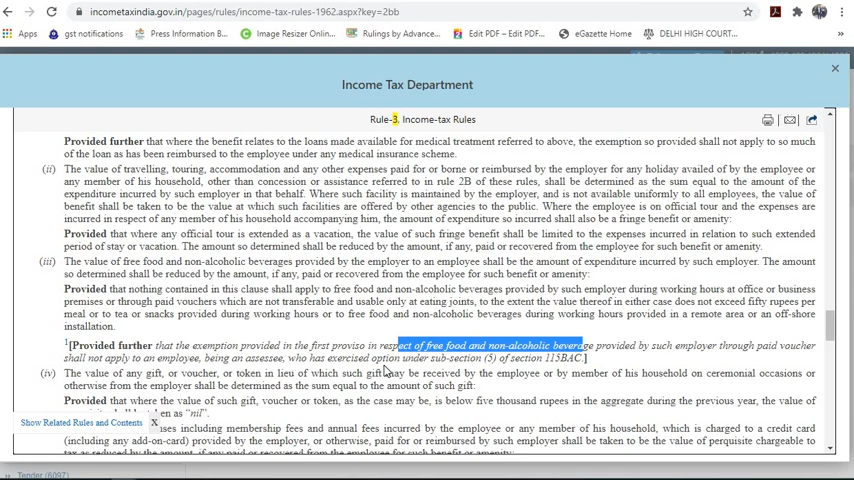 incometaxindia.gov.in/pages/rules/income-tax-rules-1962.aspx?key=2bb
Apps gst notifications Press Information B... Image Resizer Onlin... Rulings by Advance... Edit PDF – Edit PDF... eGazette Home DELHI HIGH COURT...
Income Tax Department
Rule-3, Income-tax Rules
Provided further that where the benefit relates to the loans made available for medical treatment referred to above, the exemption so provided shall not apply to so much
of the loan as has been reimbursed to the employee under any medical insurance scheme.
(ii) The value of travelling, touring, accommodation and any other expenses paid for or borne or reimbursed by the employer for any holiday availed of by the employee or
any member of his household, other than concession or assistance referred to in rule 2B of these rules, shall be determined as the sum equal to the amount of the
expenditure incurred by such employer in that behalf. Where such facility is maintained by the employer, and is not available uniformly to all employees, the value of
benefit shall be taken to be the value at which such facilities are offered by other agencies to the public. Where the employee is on official tour and the expenses are
incurred in respect of any member of his household accompanying him, the amount of expenditure so incurred shall also be a fringe benefit or amenity:
Provided that where any official tour is extended as a vacation, the value of such fringe benefit shall be limited to the expenses incurred in relation to such extended
period of stay or vacation. The amount so determined shall be reduced by the amount, if any, paid or recovered from the employee for such benefit or amenity.
(iii) The value of free food and non-alcoholic beverages provided by the employer to an employee shall be the amount of expenditure incurred by such employer. The amount
so determined shall be reduced by the amount, if any, paid or recovered from the employee for such benefit or amenity:
Provided that nothing contained in this clause shall apply to free food and non-alcoholic beverages provided by such employer during working hours at office or business
premises or through paid vouchers which are not transferable and usable only at eating joints, to the extent the value thereof in either case does not exceed fifty rupees per
meal or to tea or snacks provided during working hours or to free food and non-alcoholic beverages during working hours provided in a remote area or an off-shore
installation.
1[Provided further that the exemption provided in the first proviso in respect of free food and non-alcoholic beverage provided by such employer through paid voucher
shall not apply to an employee, being an assessee, who has exercised option under sub-section (5) of section 115BAC.]
(iv) The value of any gift, or voucher, or token in lieu of which such gift may be received by the employee or by member of his household on ceremonial occasions or
otherwise from the employer shall be determined as the sum equal to the amount of such gift:
Provided that where the value of such gift, voucher or token, as the case may be, is below five thousand rupees in the aggregate during the previous year, the value of
shall be taken as "nil".
Show Related Rules and Contents X
uses including membership fees and annual fees incurred by the employee or any member of his household, which is charged to a credit card
(including any add-on-card) provided by the employer, or otherwise, paid for or reimbursed by such employer shall be taken to be the value of perquisite chargeable to
tax as reduced by the amount, if any paid or recovered from the employee for such benefit or amenity:
Tender (6097)